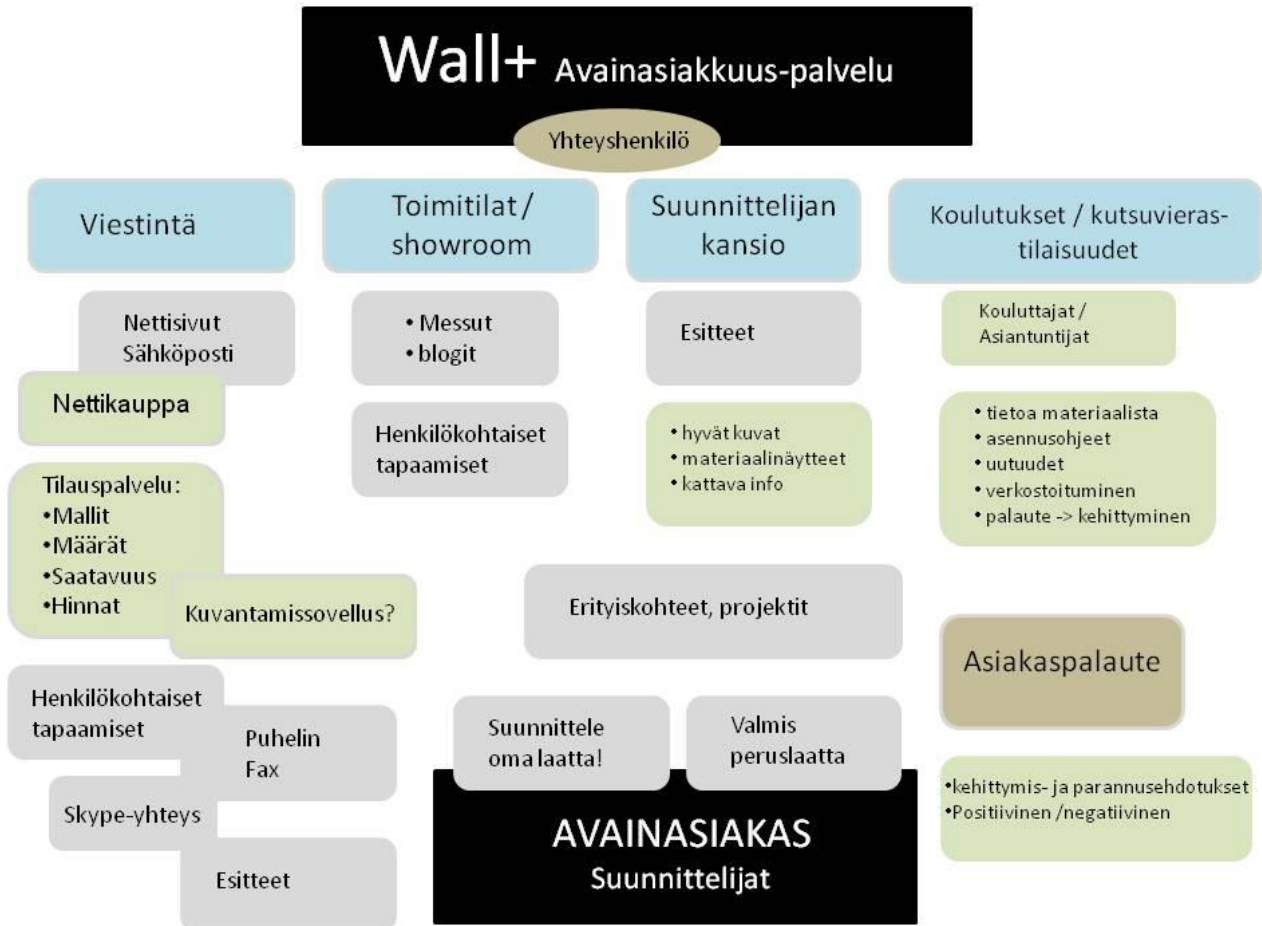 Wall+ Avainasiakkuus-palvelu
Yhteyshenkilö
Viestintä
Toimitilat /
showroom
Suunnittelijan
kansio
Koulutukset / kutsuvieras-
tilaisuudet
Nettisivut
Sähköposti
Nettikauppa
Tilauspalvelu:
•Mallit
•Määrät
•Saatavuus
•Hinnat
Kuvantamissovellus?
Henkilökohtaiset
tapaamiset
Puhelin
Fax
Skype-yhteys
Esitteet
• Messut
• blogit
Henkilökohtaiset
tapaamiset
Esitteet
• hyvät kuvat
• materiaalinäytteet
• kattava info
Kouluttajat /
Asiantuntijat
• tietoa materiaalista
• asennusohjeet
• uutuudet
• verkostoituminen
• palaute -> kehittyminen
Erityiskohteet, projektit
Suunnittele
oma laatta!
Valmis
peruslaatta
AVAINASIAKAS
Suunnittelijat
Asiakaspalaute
•kehittymis- ja parannusehdotukset
•Positiivinen /negatiivinen